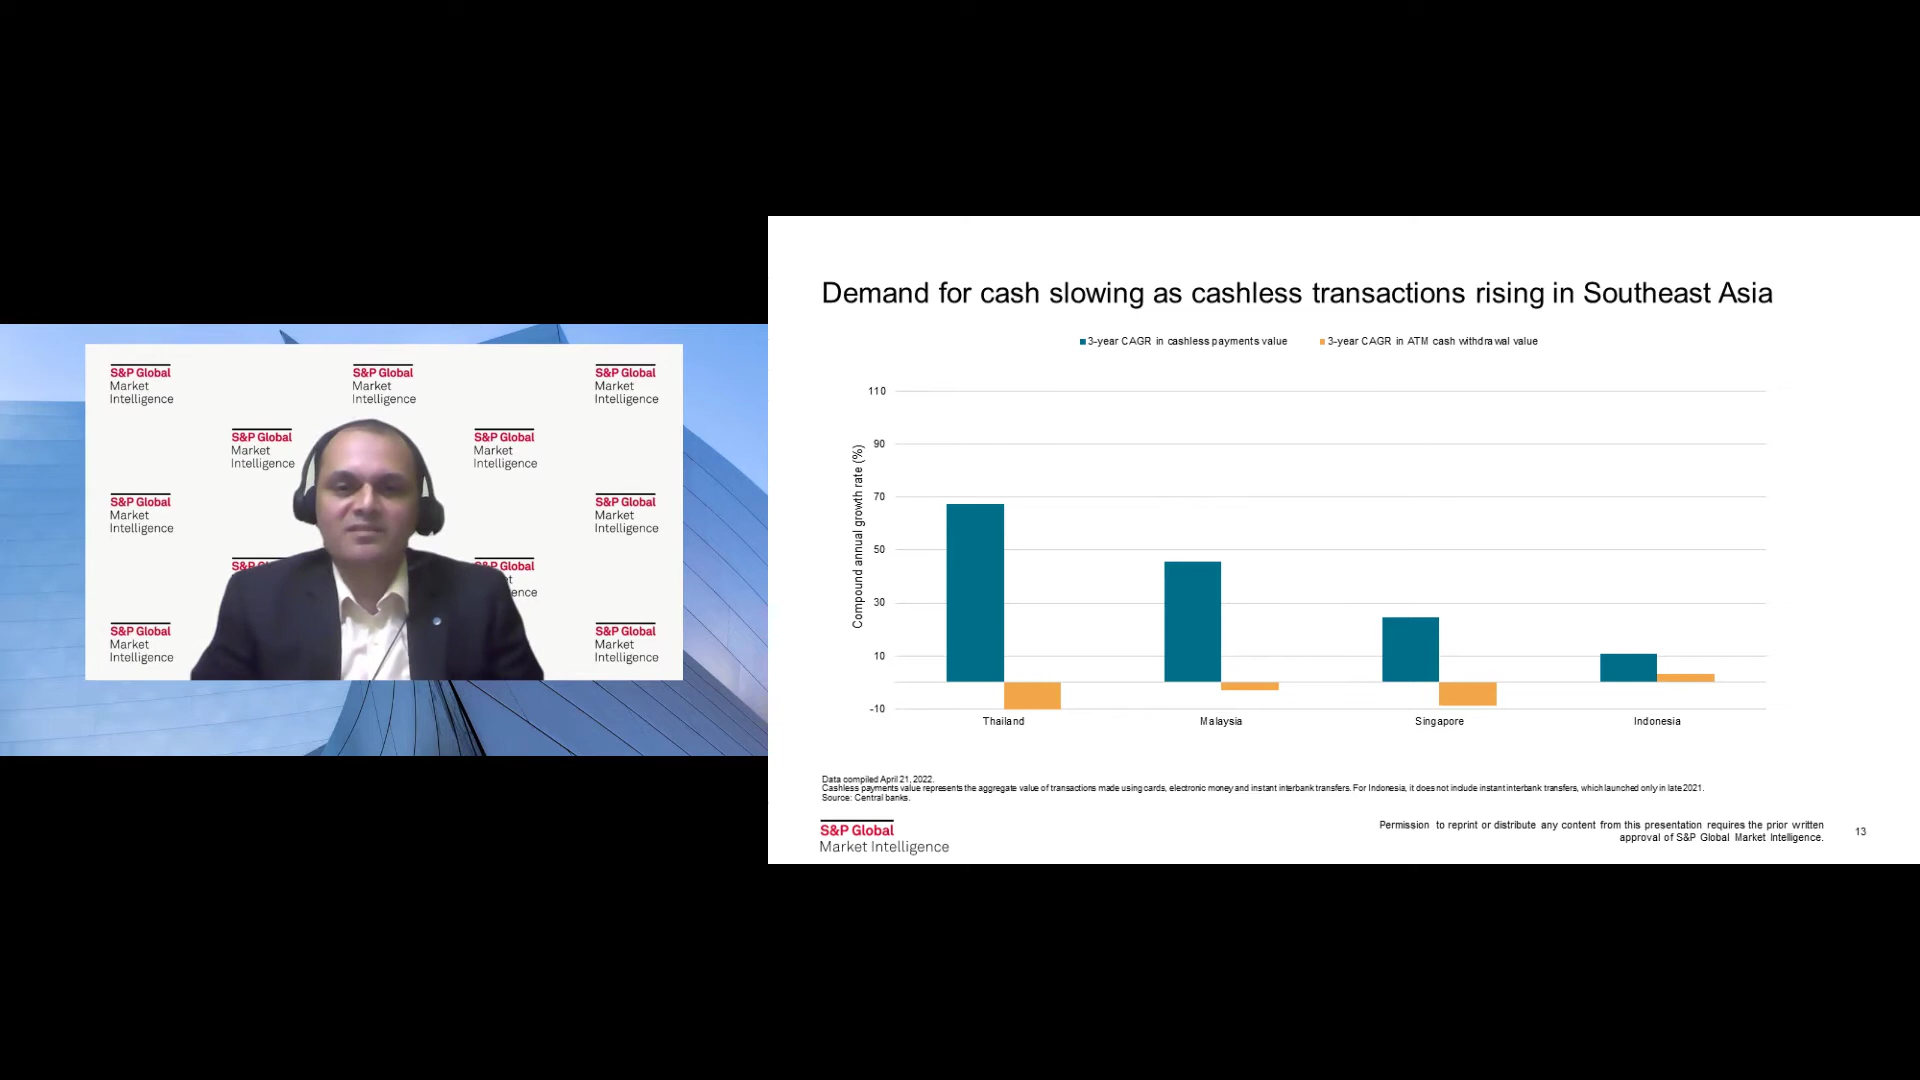 S&P Global
Market
Intelligence
S&P Global
Market
Intelligence
S&P Global
Market
Intelligence
S&P Global
Market
Intelligence
S&P Global
Market
Intelligence
S&P Global
Market
Intelligence
S&P Global
Market
Intelligence
S&P Global
Market
Intelligence
S&P Global
Market
Intelligence
Demand for cash slowing as cashless transactions rising in Southeast Asia
3-year CAGR in cashless payments value
3-year CAGR in ATM cash withdrawal value
Compound annual growth rate (%)
110
90
70
50
30
10
-10
Thailand
Malaysia
Singapore
Indonesia
Data compiled April 21, 2022.
Cashless payments value represents the aggregate value of transactions made using cards, electronic money and instant interbank transfers. For Indonesia, it does not include instant interbank transfers, which launched only in late 2021.
Source: Central banks.
S&P Global
Market Intelligence
Permission to reprint or distribute any content from this presentation requires the prior written
approval of S&P Global Market Intelligence.
13